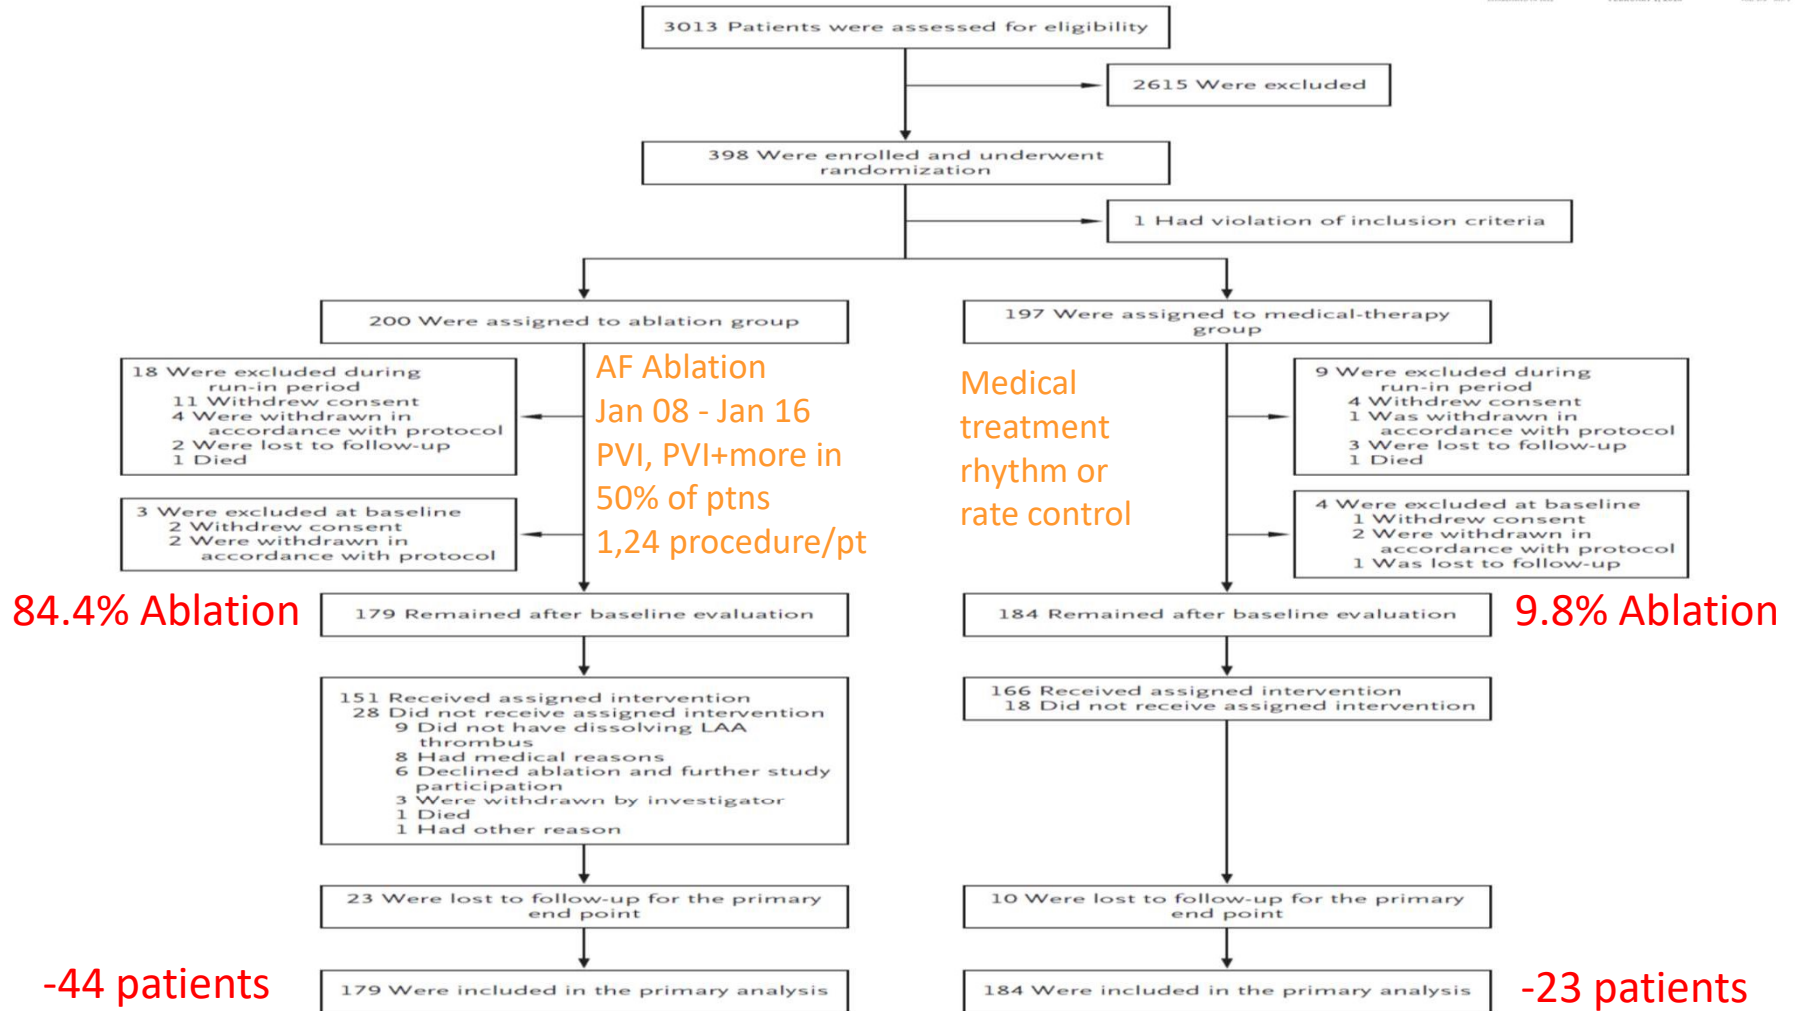 3013 Patients were assessed for eligibility
2615 Were excluded
398 Were enrolled and underwent
randomization
1 Had violation of inclusion criteria
200 Were assigned to ablation group
197 Were assigned to medical-therapy
group
18 Were excluded during
run-in period
11 Withdrew consent
4 Were withdrawn in
accordance with protocol
2 Were lost to follow-up
1 Died
AF Ablation
Jan 08 - Jan 16
PVI, PVI+more in
50% of ptns
1,24 procedure/pt
Medical
treatment
rhythm or
rate control
9 Were excluded during
run-in period
4 Withdrew consent
1 Was withdrawn in
accordance with protocol
3 Were lost to follow-up
1 Died
3 Were excluded at baseline
2 Withdrew consent
2 Were withdrawn in
accordance with protocol
4 Were excluded at baseline
1 Withdrew consent
2 Were withdrawn in
accordance with protocol
1 Was lost to follow-up
84.4% Ablation
179 Remained after baseline evaluation
184 Remained after baseline evaluation
9.8% Ablation
151 Received assigned intervention
28 Did not receive assigned intervention
9 Did not have dissolving LAA
thrombus
8 Had medical reasons
6 Declined ablation and further study
participation
3 Were withdrawn by investigator
1 Died
1 Had other reason
166 Received assigned intervention
18 Did not receive assigned intervention
23 Were lost to follow-up for the primary
end point
10 Were lost to follow-up for the primary
end point
-44 patients
179 Were included in the primary analysis
184 Were included in the primary analysis
-23 patients